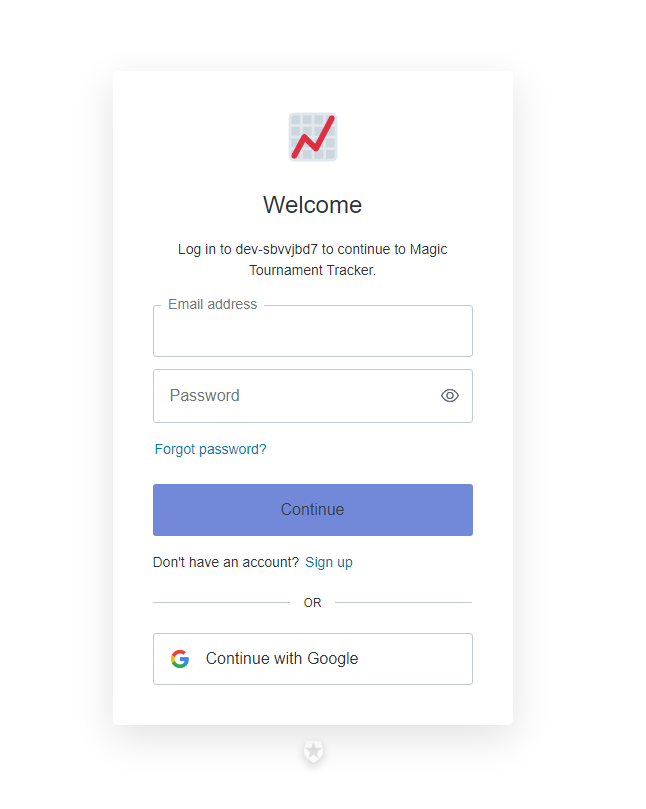 Welcome
Log in to dev-sbvvjbd7 to continue to Magic
Tournament Tracker.
Email address
Password
Forgot password?
Continue
Don't have an account? Sign up
OR
Continue with Google